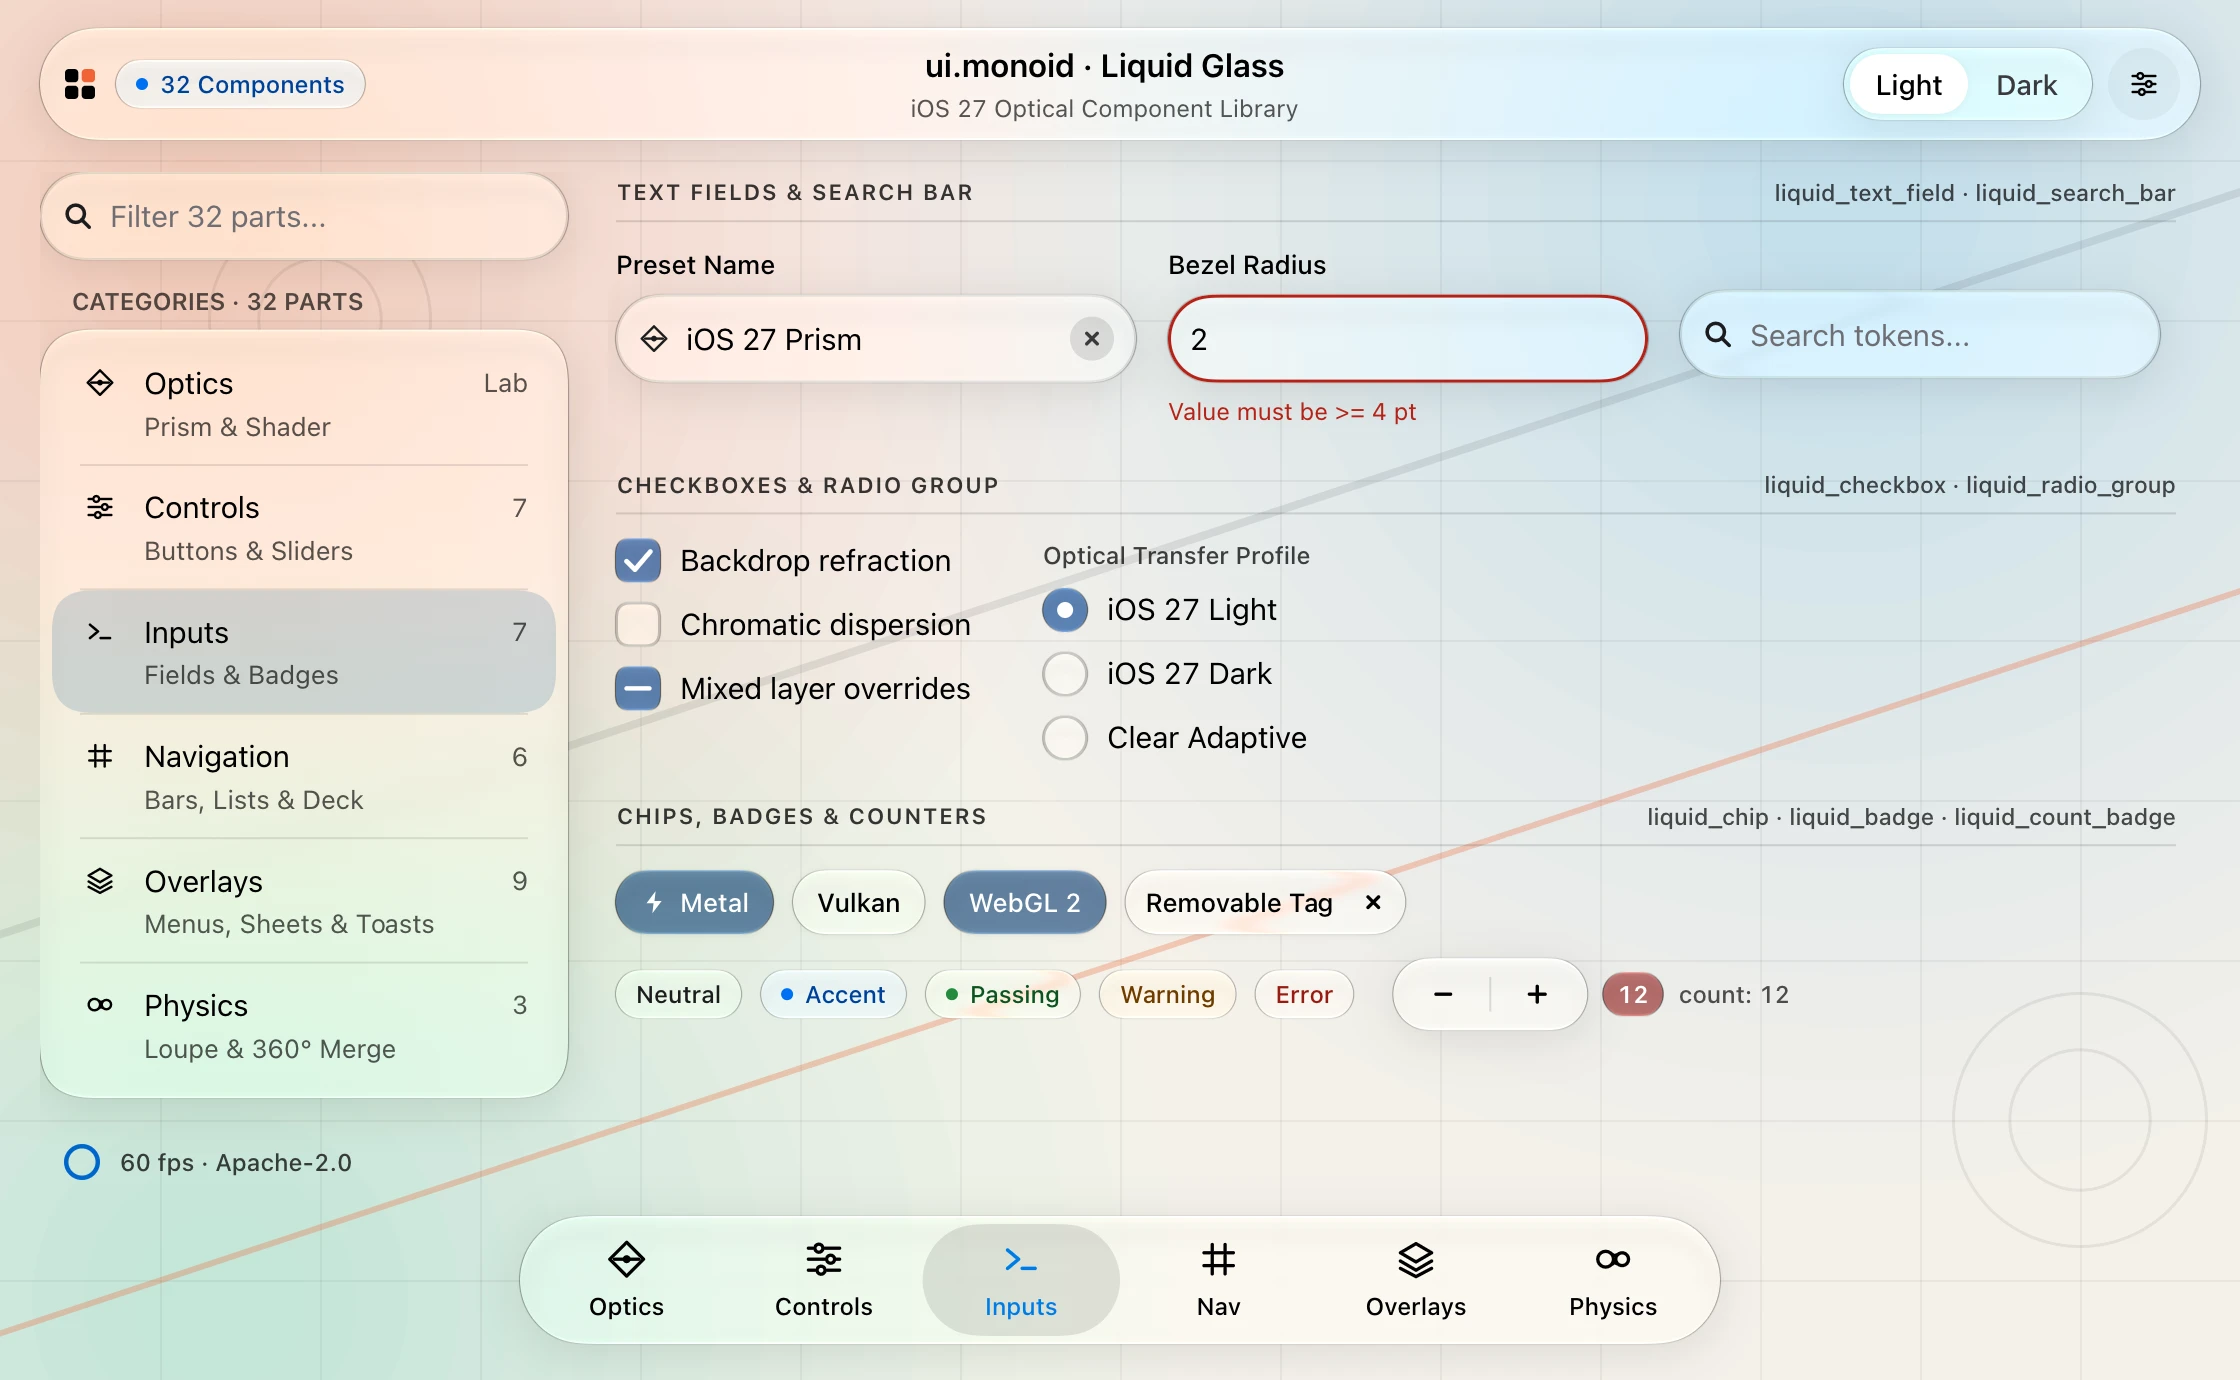 32 Components
ui.monoid · Liquid Glass
iOS 27 Optical Component Library
Light
Dark
Filter 32 parts...
CATEGORIES · 32 PARTS
Optics
Lab
Prism & Shader
Controls
7
Buttons & Sliders
Inputs
7
Fields & Badges
Navigation
6
Bars, Lists & Deck
Overlays
9
Menus, Sheets & Toasts
Physics
3
Loupe & 360° Merge
60 fps · Apache-2.0
TEXT FIELDS & SEARCH BAR
liquid_text_field · liquid_search_bar
Preset Name
iOS 27 Prism
Bezel Radius
2
Value must be >= 4 pt
Search tokens...
CHECKBOXES & RADIO GROUP
liquid_checkbox · liquid_radio_group
Backdrop refraction
Chromatic dispersion
Mixed layer overrides
Optical Transfer Profile
iOS 27 Light
iOS 27 Dark
Clear Adaptive
CHIPS, BADGES & COUNTERS
liquid_chip · liquid_badge · liquid_count_badge
Metal
Vulkan
WebGL 2
Removable Tag
Neutral
Accent
Passing
Warning
Error
12
count: 12
Optics
Controls
Inputs
Nav
Overlays
Physics